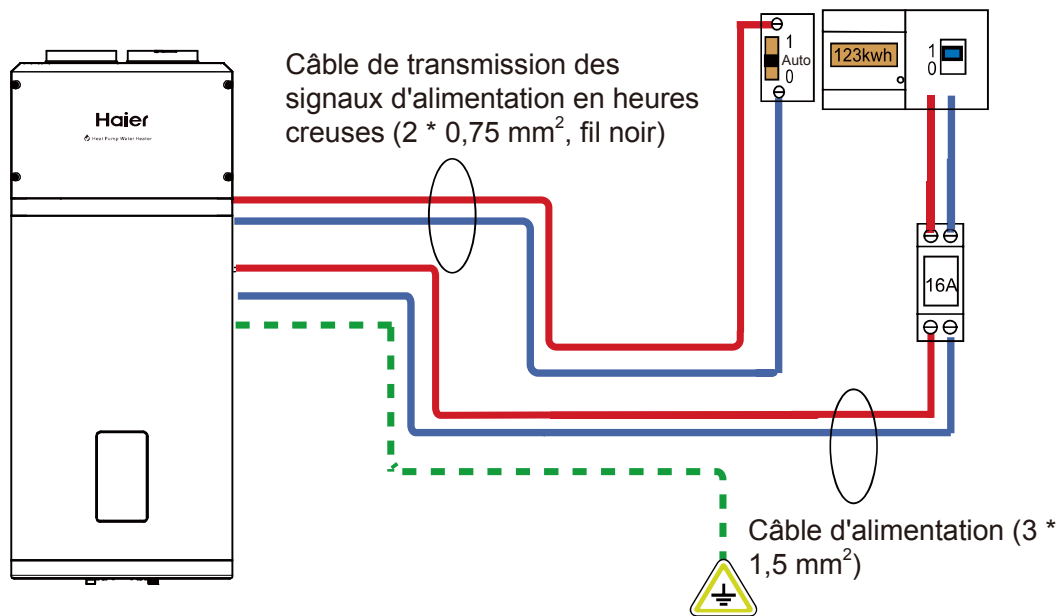 Haier
Heat Pump Water Heater
Câble de transmission des
signaux d'alimentation en heures
creuses (2 * 0,75 mm², fil noir)
1
Auto
0
123kwh
1
0
16A
Câble d'alimentation (3 *
1,5 mm²)